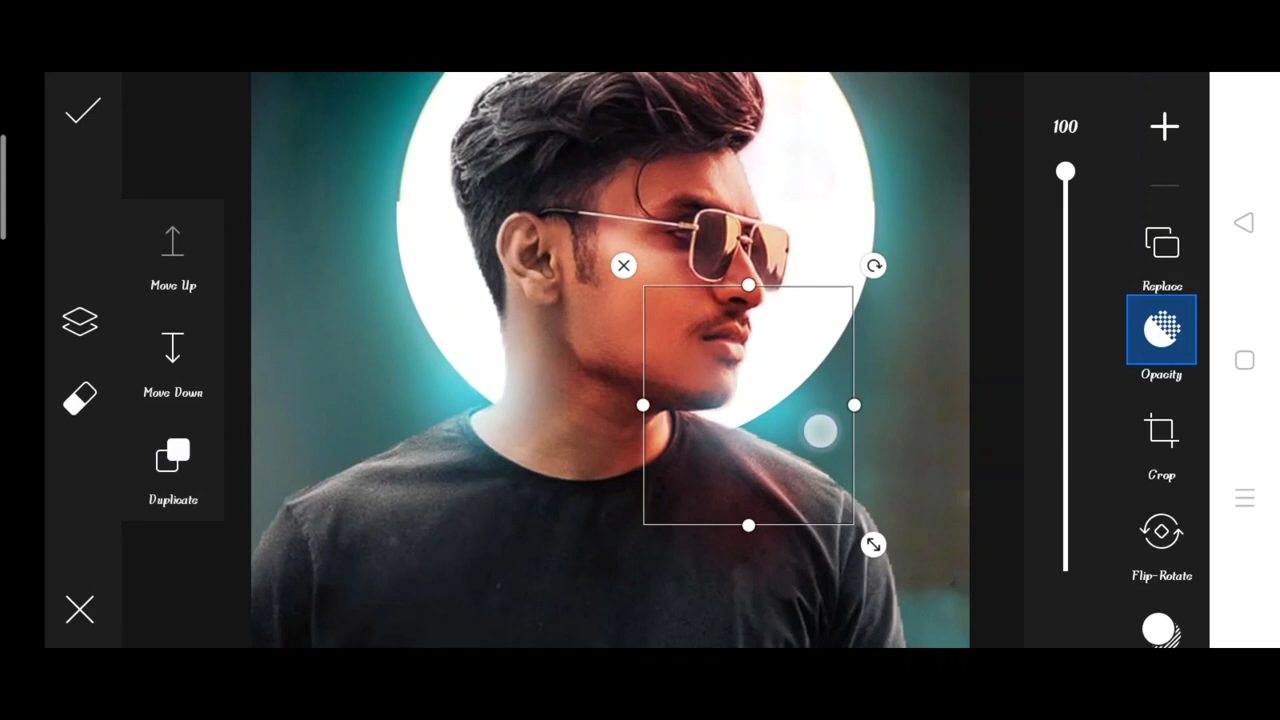 Move Up
Move Down
Duplicate
100
Replace
Opacity
Crop
Flip-Rotate